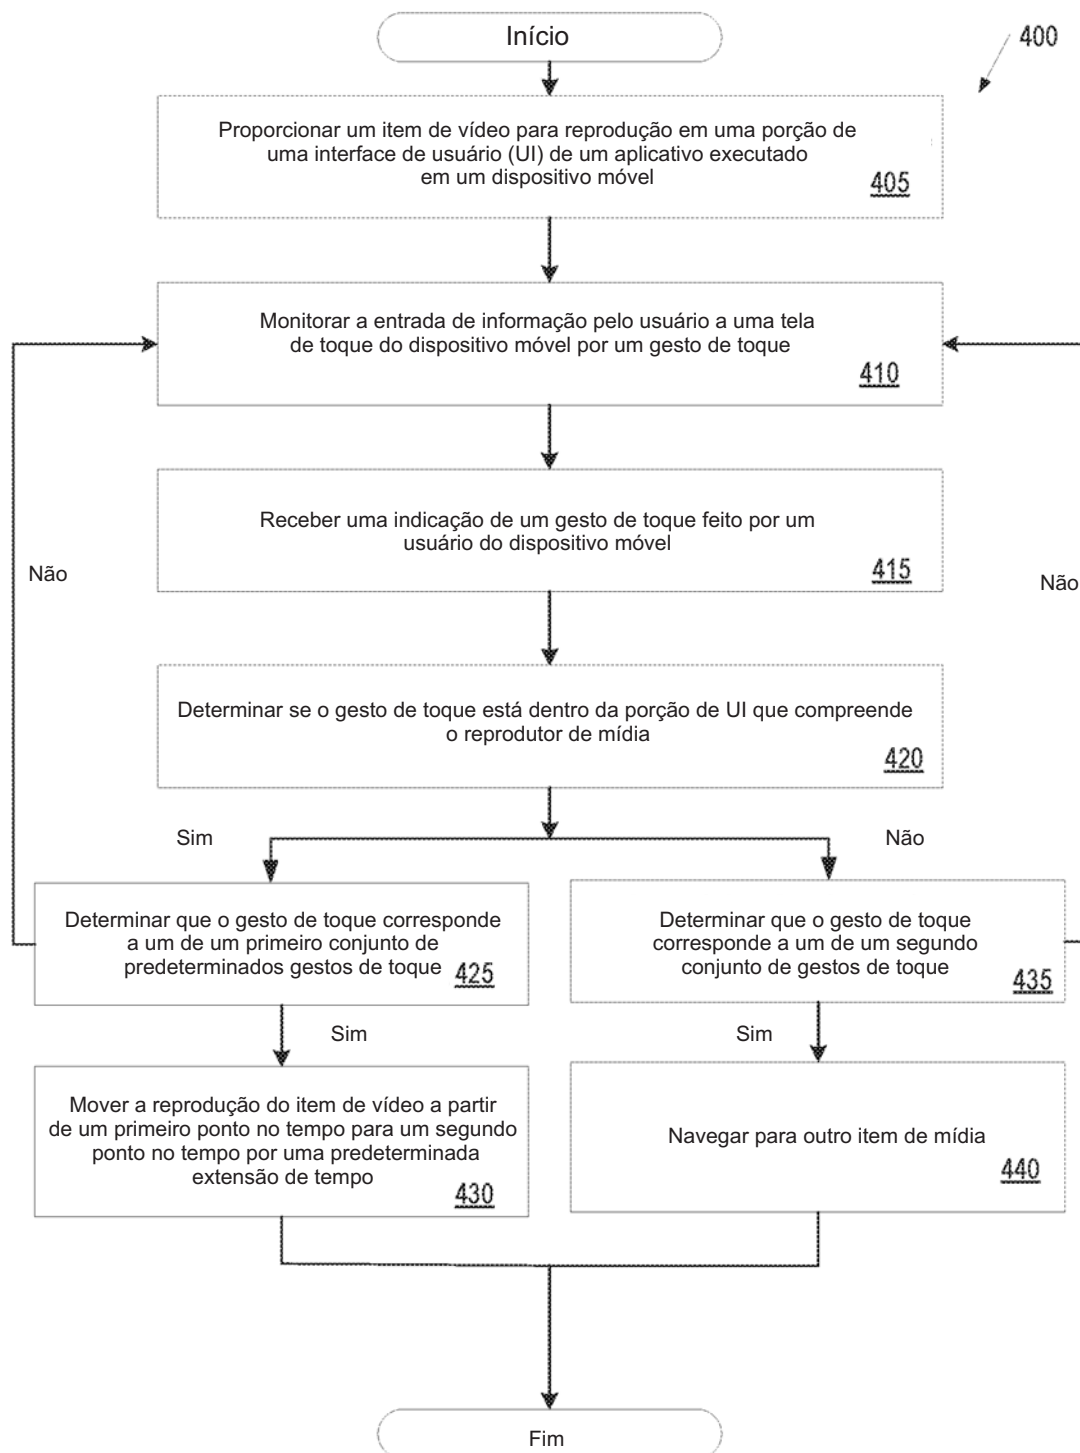 Início
400
Proporcionar um item de vídeo para reprodução em uma porção de
uma interface de usuário (UI) de um aplicativo executado
em um dispositivo móvel
405
Monitorar a entrada de informação pelo usuário a uma tela
de toque do dispositivo móvel por um gesto de toque
410
Receber uma indicação de um gesto de toque feito por um
usuário do dispositivo móvel
415
Não
Não
Determinar se o gesto de toque está dentro da porção de UI que compreende
o reprodutor de mídia
420
Sim
Não
Determinar que o gesto de toque corresponde
a um de um primeiro conjunto de
predeterminados gestos de toque
425
Determinar que o gesto de toque
corresponde a um de um segundo
conjunto de gestos de toque
435
Sim
Sim
Mover a reprodução do item de vídeo a partir
de um primeiro ponto no tempo para um segundo
ponto no tempo por uma predeterminada
extensão de tempo
430
Navegar para outro item de mídia
440
Fim